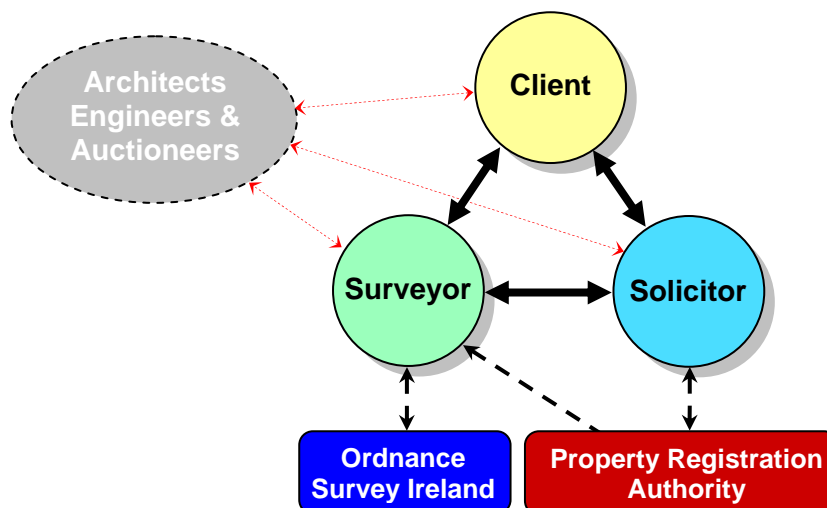 Architects
Engineers &
Auctioneers
Client
Surveyor
Solicitor
Ordnance
Survey Ireland
Property Registration
Authority